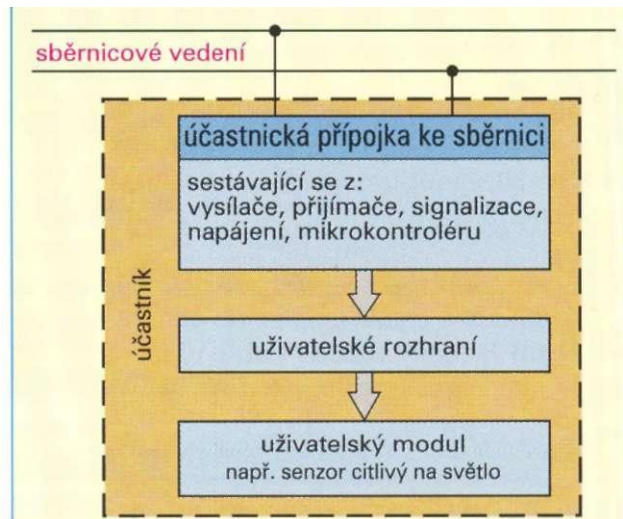 sběrnicové vedení
účastnická přípojka ke sběrnici
sestávající se z:
vysílače, přijímače, signalizace,
napájení, mikrokontroléru
účastník
uživatelské rozhraní
uživatelský modul
např. senzor citlivý na světlo